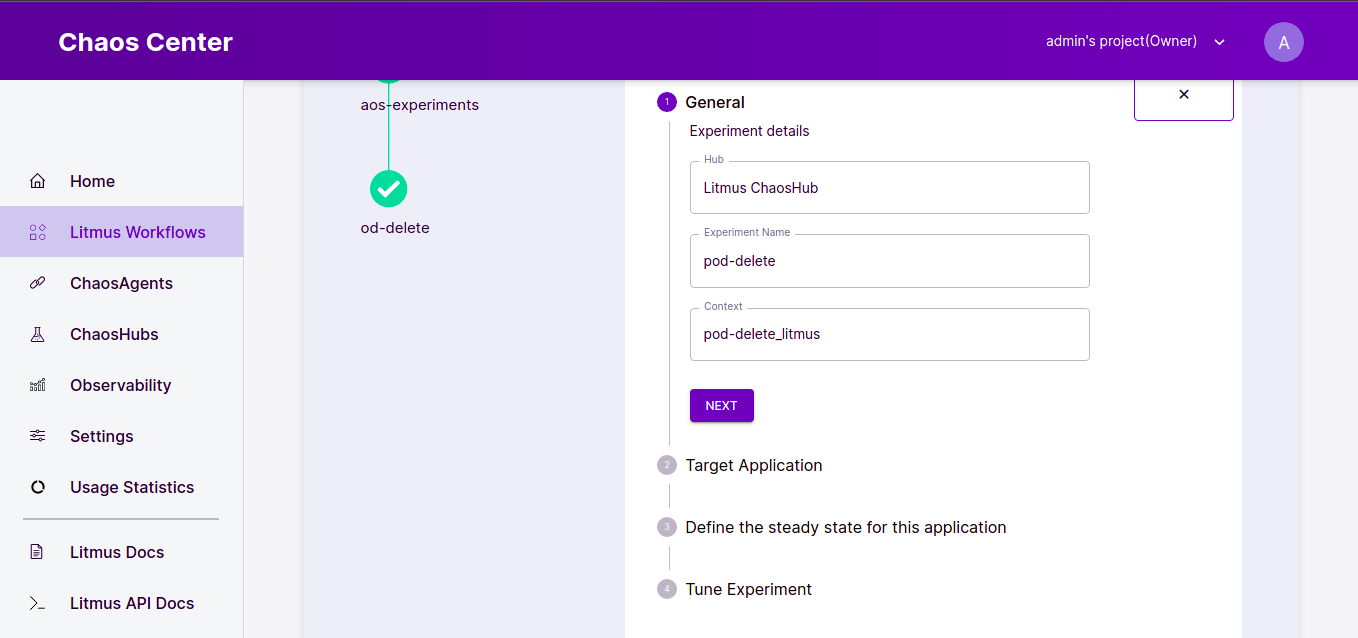 Chaos Center
admin's project(Owner)
A
Home
Litmus Workflows
ChaosAgents
ChaosHubs
Observability
Settings
Usage Statistics
Litmus Docs
Litmus API Docs
aos-experiments
od-delete
1 General
×
Experiment details
Hub
Litmus ChaosHub
Experiment Name
pod-delete
Context
pod-delete_litmus
NEXT
2 Target Application
3 Define the steady state for this application
4 Tune Experiment